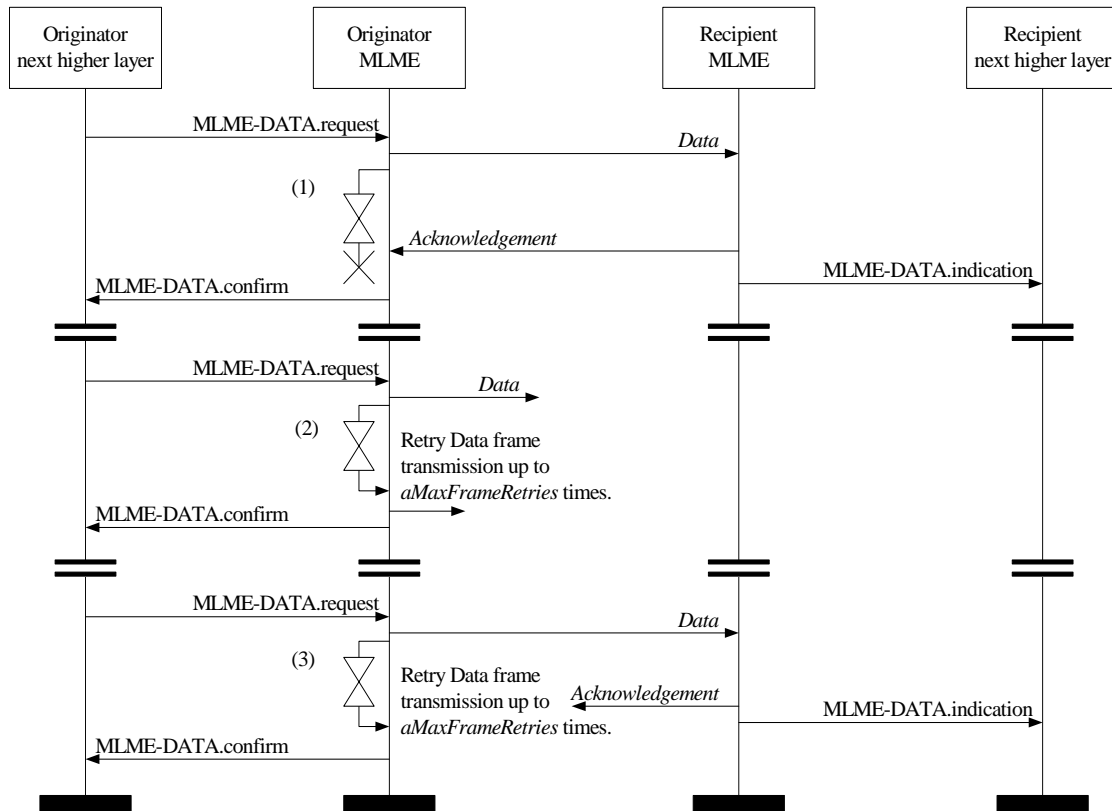 Originator
next higher layer
Originator
MLME
Recipient
MLME
Recipient
next higher layer
MLME-DATA.request
Data
(1)
Acknowledgement
MLME-DATA.indication
MLME-DATA.confirm
MLME-DATA.request
Data
(2)
Retry Data frame
transmission up to
aMaxFrameRetries times.
MLME-DATA.confirm
MLME-DATA.request
Data
(3)
Retry Data frame
transmission up to
aMaxFrameRetries times.
Acknowledgement
MLME-DATA.indication
MLME-DATA.confirm